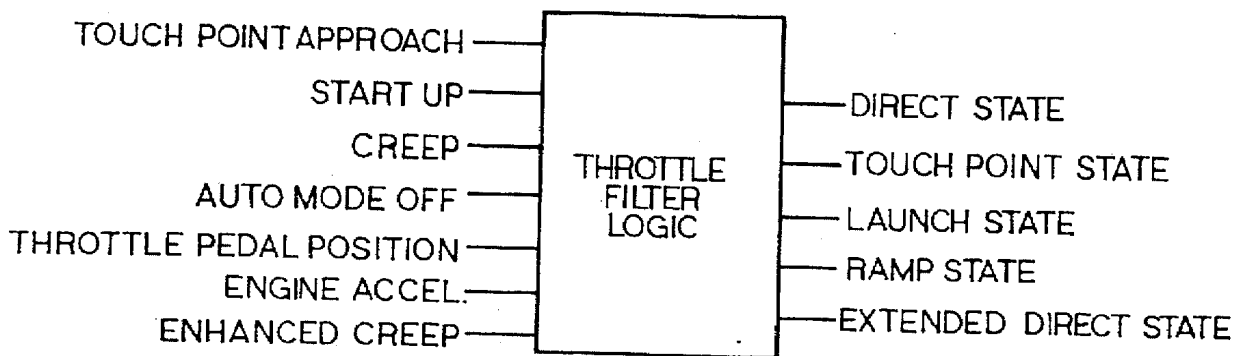 TOUCH POINT APPROACH
START UP
CREEP
AUTO MODE OFF
THROTTLE PEDAL POSITION
ENGINE ACCEL.
ENHANCED CREEP
THROTTLE
FILTER
LOGIC
DIRECT STATE
TOUCH POINT STATE
LAUNCH STATE
RAMP STATE
EXTENDED DIRECT STATE